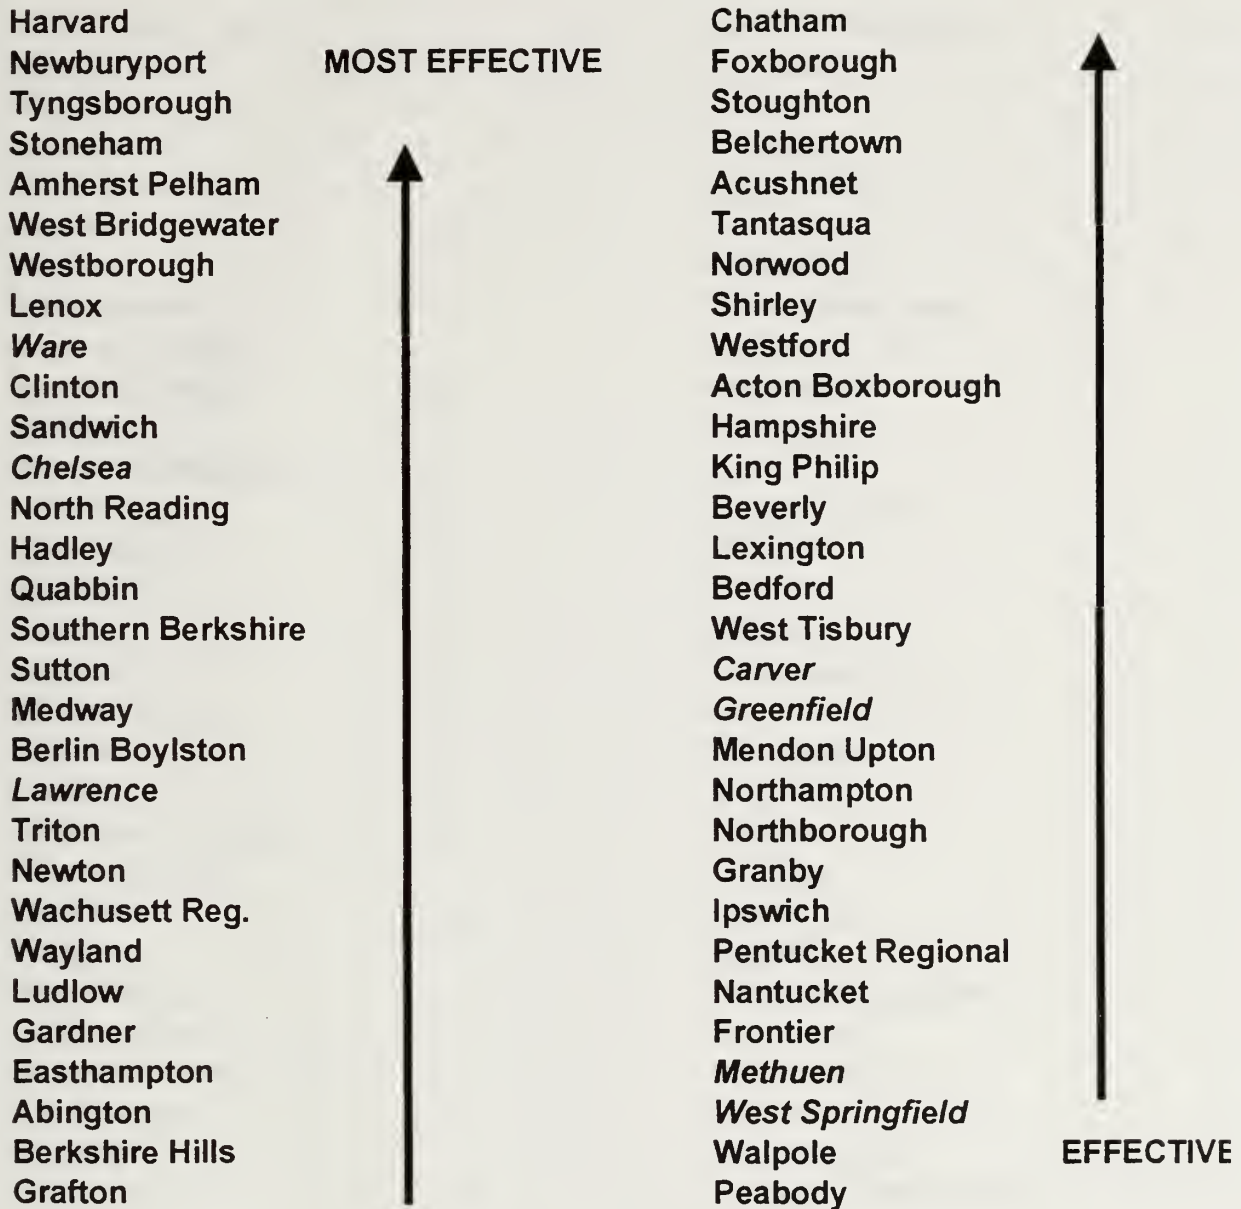 Harvard
Newburyport
MOST EFFECTIVE
Tyngsborough
Stoneham
Amherst Pelham
West Bridgewater
Westborough
Lenox
Ware
Clinton
Sandwich
Chelsea
North Reading
Hadley
Quabbin
Southern Berkshire
Sutton
Medway
Berlin Boylston
Lawrence
Triton
Newton
Wachusett Reg.
Wayland
Ludlow
Gardner
Easthampton
Abington
Berkshire Hills
Grafton
Chatham
Foxborough
Stoughton
Belchertown
Acushnet
Tantasqua
Norwood
Shirley
Westford
Acton Boxborough
Hampshire
King Philip
Beverly
Lexington
Bedford
West Tisbury
Carver
Greenfield
Mendon Upton
Northampton
Northborough
Granby
Ipswich
Pentucket Regional
Nantucket
Frontier
Methuen
West Springfield
Walpole
EFFECTIVE
Peabody